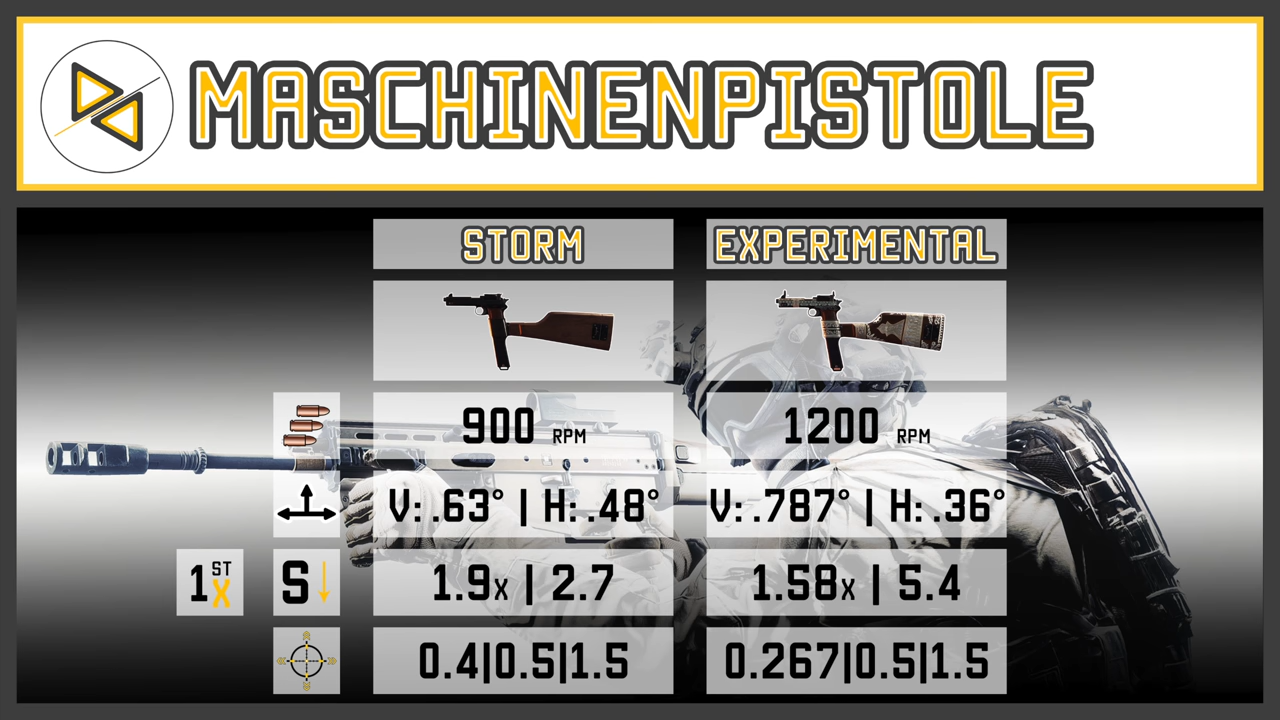 MASCHINENPISTOLE
STORM EXPERIMENTAL
900 RPM 1200 RPM
V: .63° | H: .48° V: .787° | H: .36°
1ST X S↓ 1.9x | 2.7 1.58x | 5.4
0.4|0.5|1.5 0.267|0.5|1.5